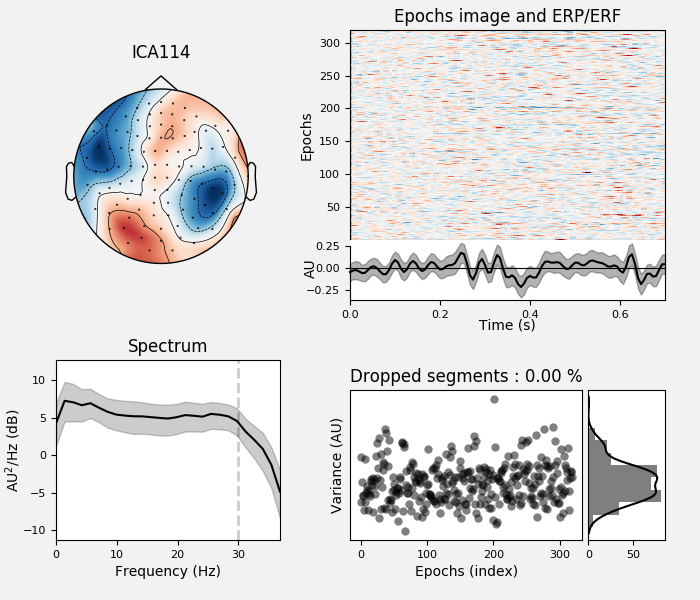 ICA114
Epochs image and ERP/ERF
Epochs
300
250
200
150
100
50
AU
0.25
0.00
−0.25
0.0
0.2
0.4
0.6
Time (s)
Spectrum
AU²/Hz (dB)
10
5
0
−5
−10
0
10
20
30
Frequency (Hz)
Dropped segments : 0.00 %
Variance (AU)
0
100
200
300
Epochs (index)
0
50